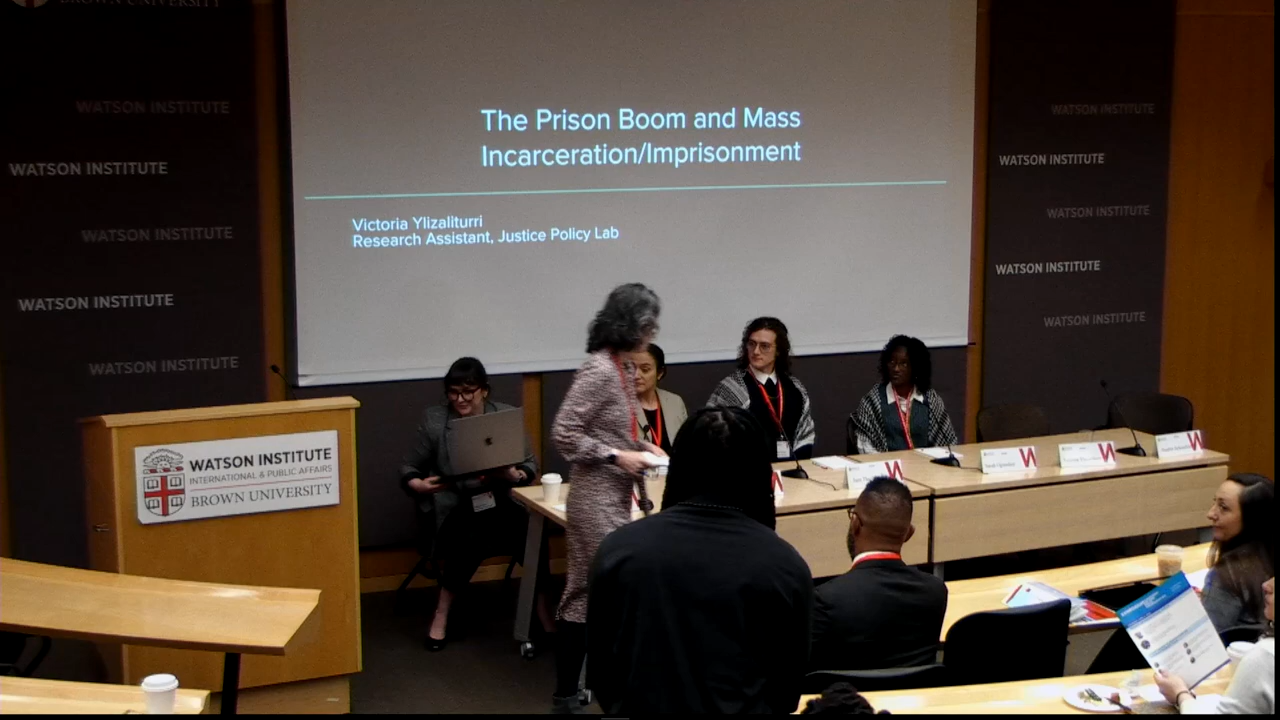 BROWN UNIVERSITY
WATSON INSTITUTE
WATSON INSTITUTE
WATSON INSTITUTE
WATSON INSTITUTE
WATSON INSTITUTE
The Prison Boom and Mass
Incarceration/Imprisonment
Victoria Ylizaliturri
Research Assistant, Justice Policy Lab
WATSON INSTITUTE
WATSON INSTITUTE
WATSON INSTITUTE
WATSON INSTITUTE
WATSON INSTITUTE
WATSON INSTITUTE
INTERNATIONAL & PUBLIC AFFAIRS
BROWN UNIVERSITY